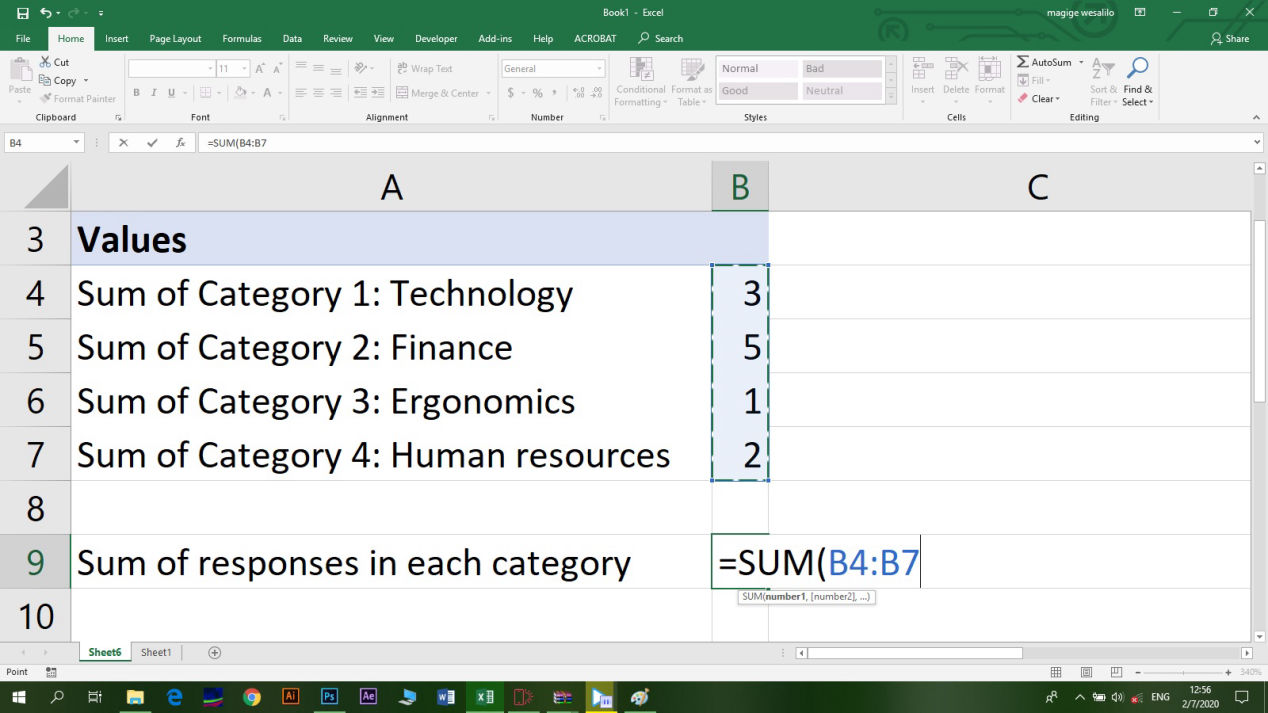 Book1 - Excel
magige wesalilo
File Home Insert Page Layout Formulas Data Review View Developer Add-ins Help ACROBAT Search Share
Cut
Copy
Format Painter
Paste
Clipboard
11
B I U
Font
Wrap Text
Merge & Center
Alignment
General
$ % ,
Number
Conditional Formatting
Format as Table
Normal Bad
Good Neutral
Styles
Insert Delete Format
Cells
AutoSum
Fill
Clear
Sort & Filter
Find & Select
Editing
B4 fx =SUM(B4:B7
A B C
3 Values
4 Sum of Category 1: Technology 3
5 Sum of Category 2: Finance 5
6 Sum of Category 3: Ergonomics 1
7 Sum of Category 4: Human resources 2
8
9 Sum of responses in each category =SUM(B4:B7
SUM(number1, [number2], ...)
10
Sheet6 Sheet1
Point 340%
Ai Ps Ae
ENG
12:56
2/7/2020